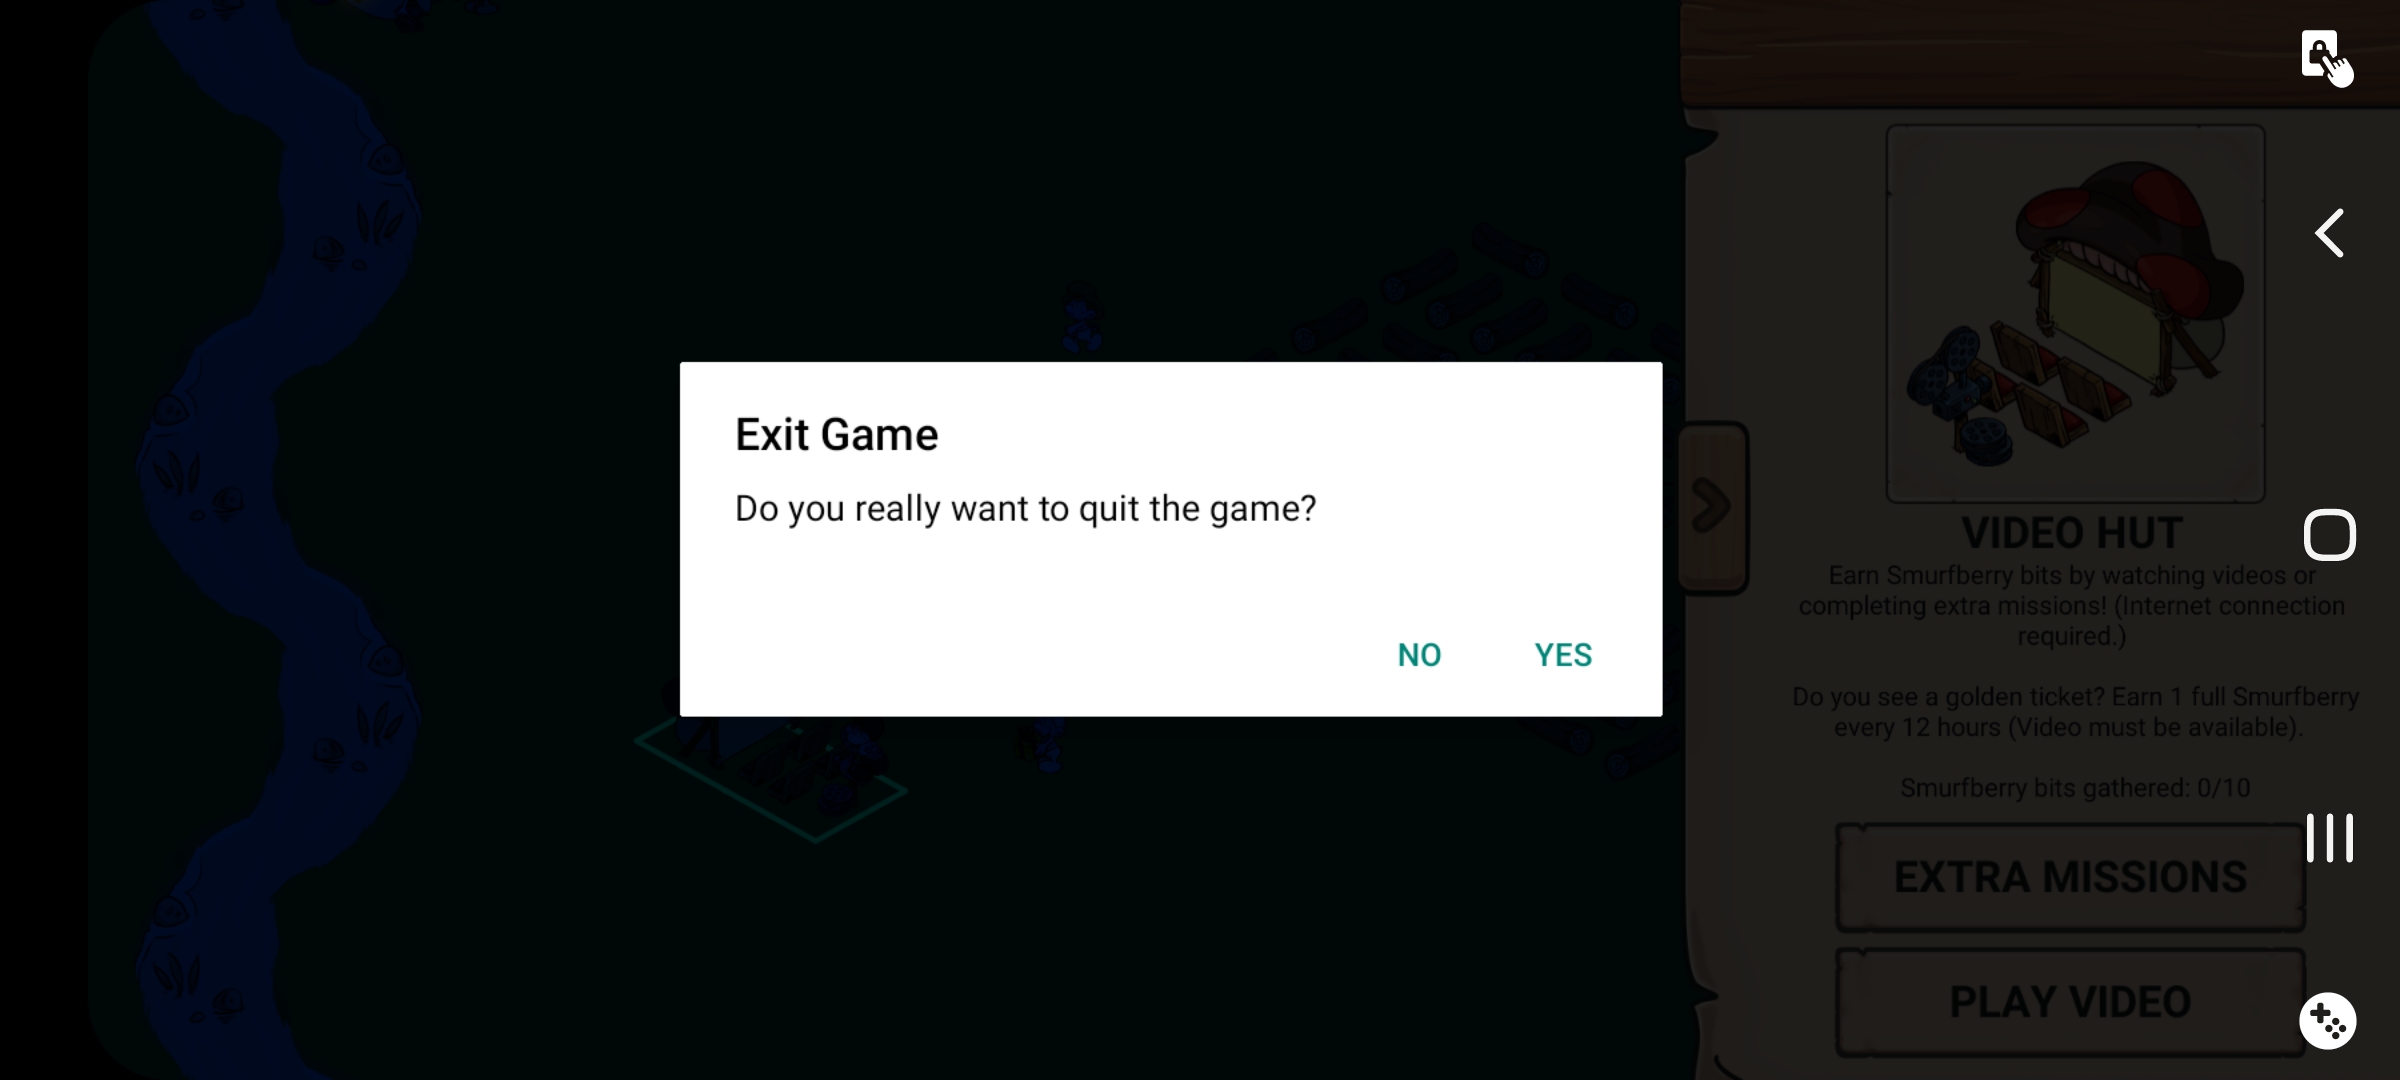 Exit Game
Do you really want to quit the game?
NO YES
VIDEO HUT
Earn Smurfberry bits by watching videos or
completing extra missions! (Internet connection
required.)
Do you see a golden ticket? Earn 1 full Smurfberry
every 12 hours (Video must be available).
Smurfberry bits gathered: 0/10
EXTRA MISSIONS
PLAY VIDEO